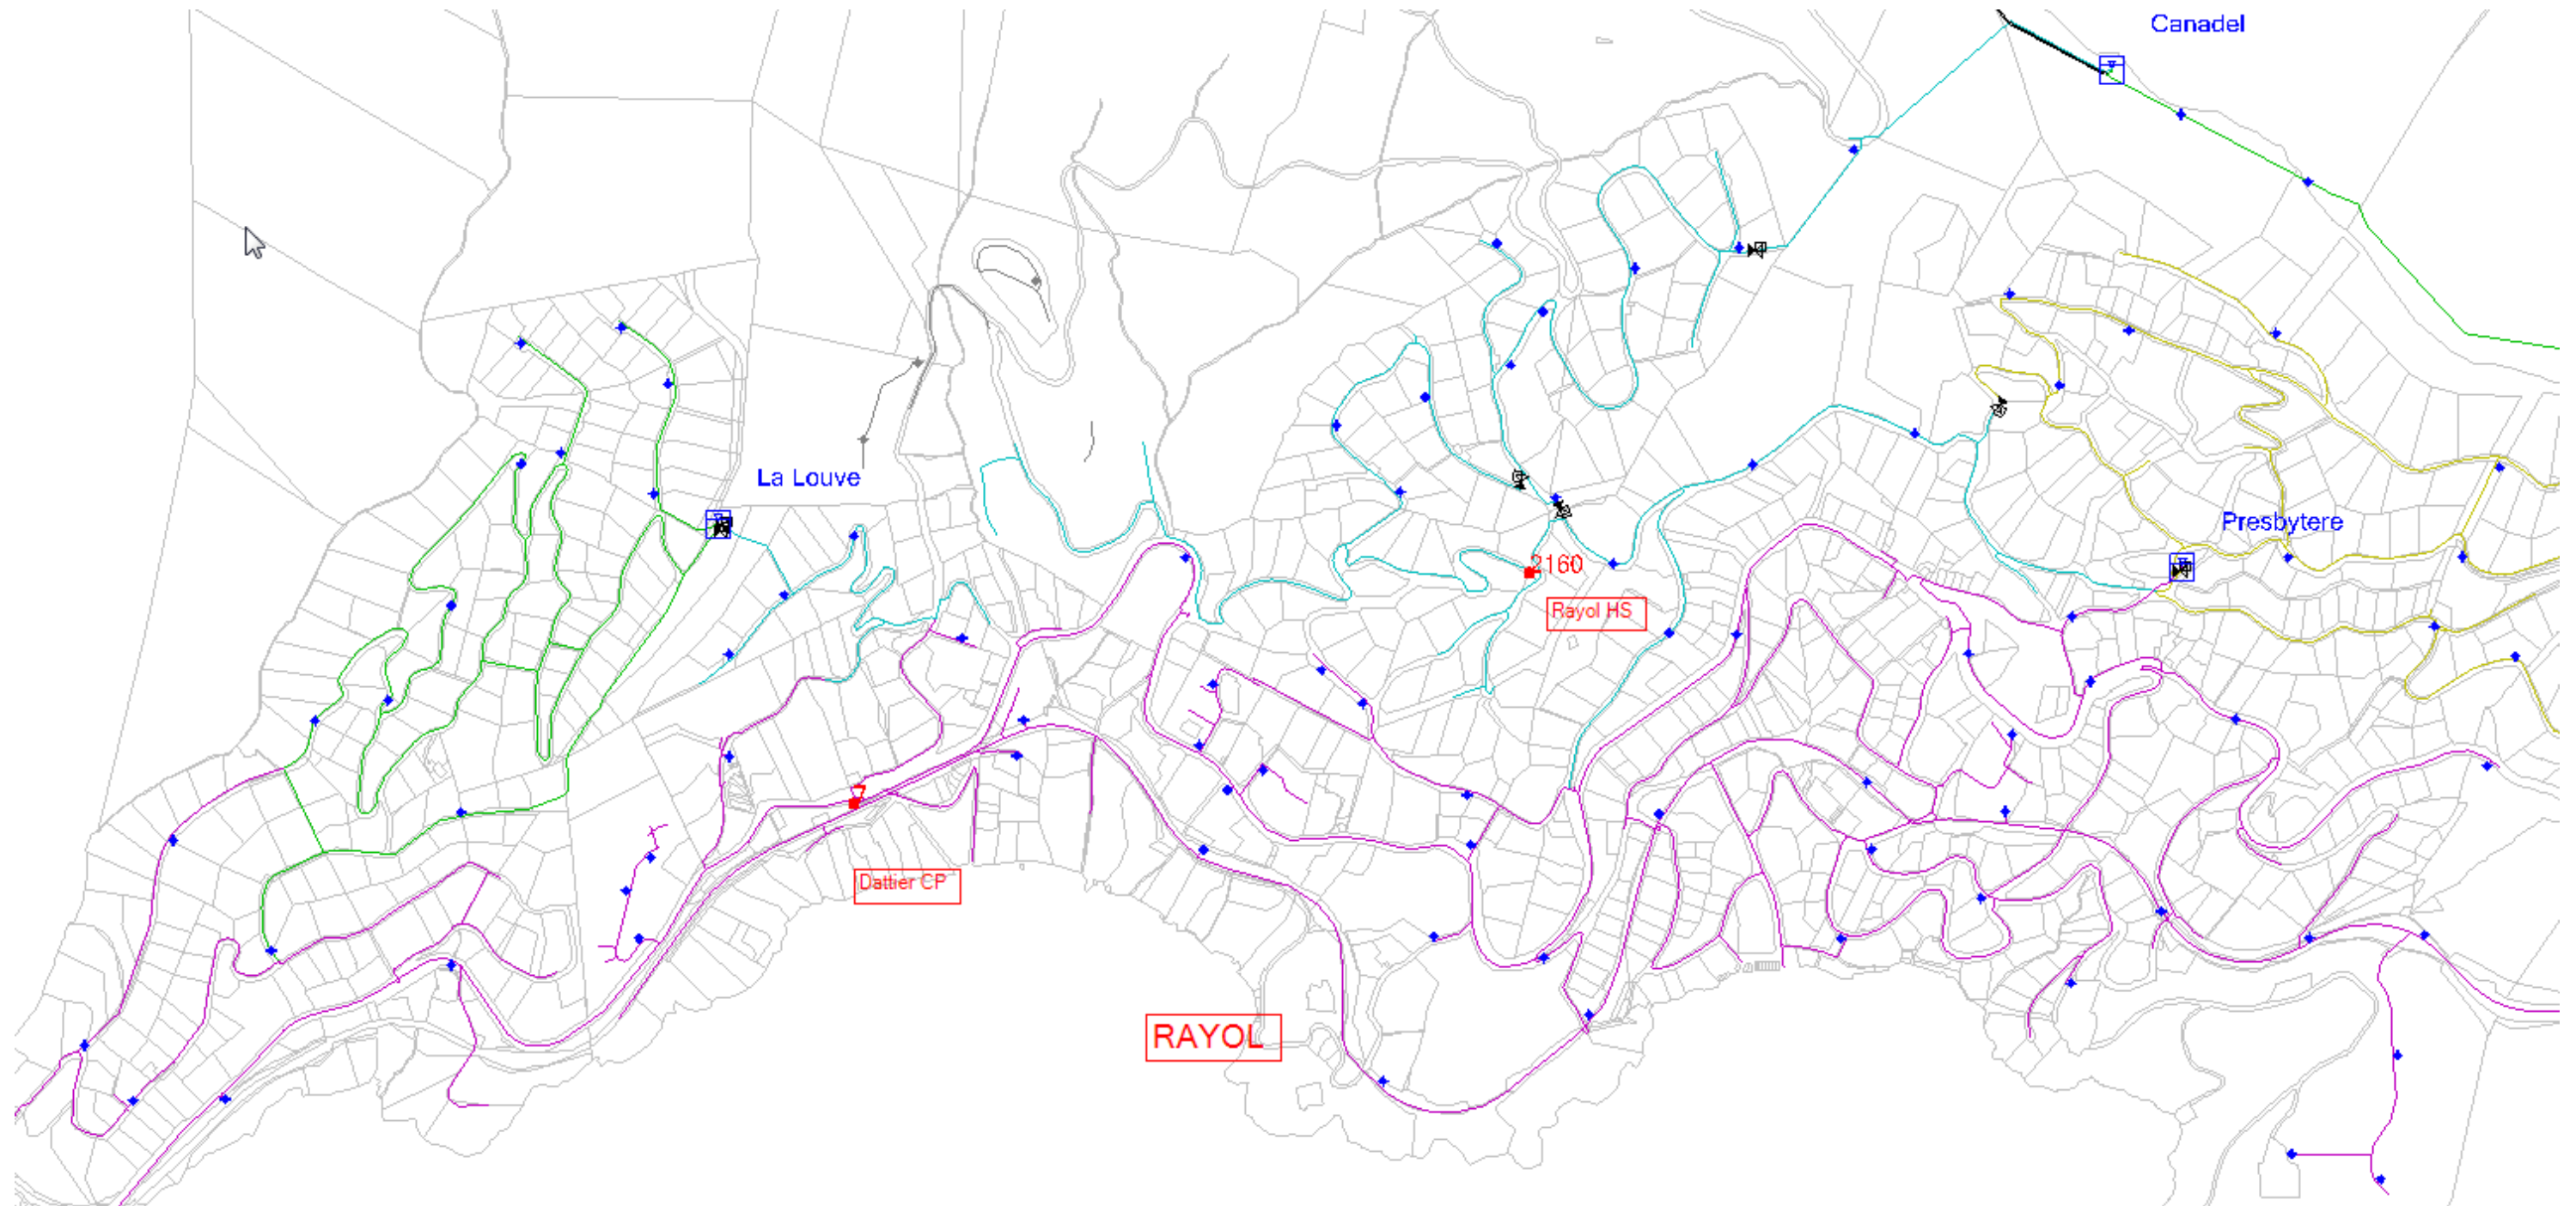 Canadel
La Louve
Presbytere
2160
Rayol HS
Dattier CP
RAYOL